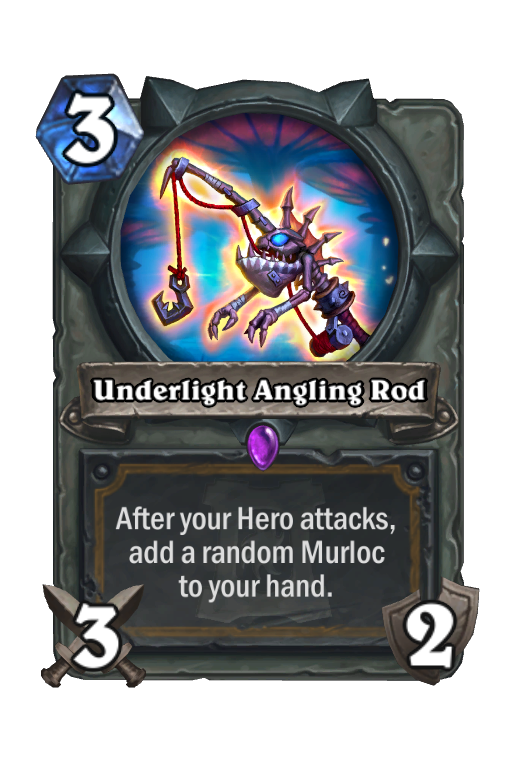 3
Underlight Angling Rod
After your Hero attacks,
add a random Murloc
to your hand.
3
2